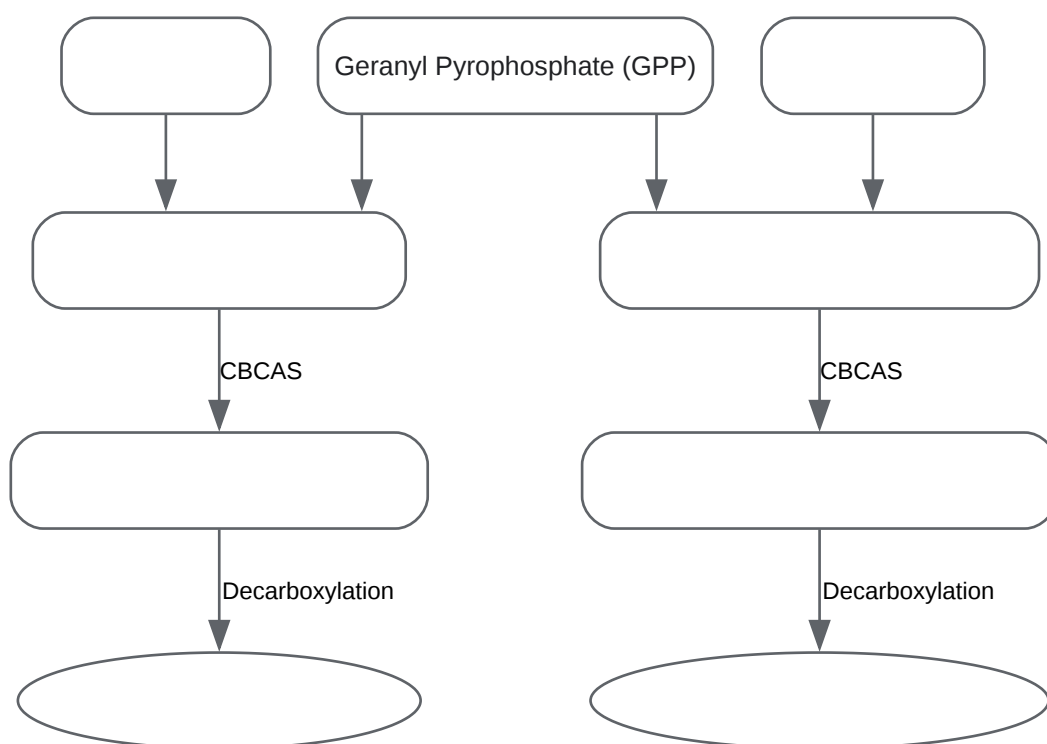 Geranyl Pyrophosphate (GPP)
CBCAS
CBCAS
Decarboxylation
Decarboxylation